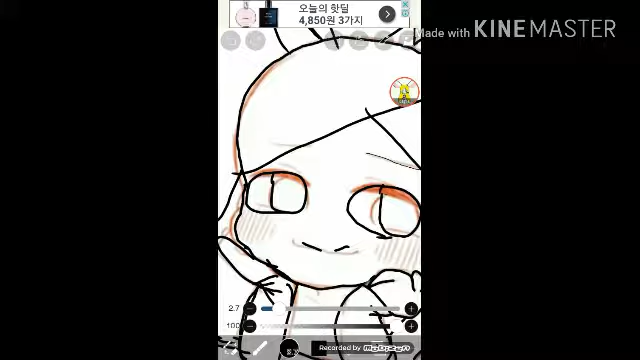 오늘의 핫딜
4,850원 3가지
Made with KINEMASTER
2.7
100
Recorded by mobizen